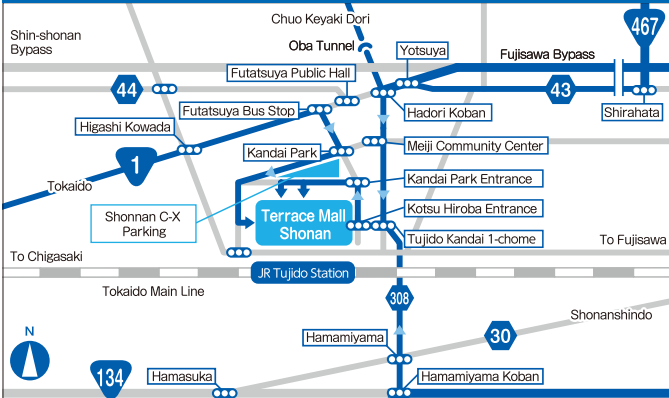 Chuo Keyaki Dori
467
Shin-shonan
Bypass
Oba Tunnel
Yotsuya
Fujisawa Bypass
Futatsuya Public Hall
44
43
Futatsuya Bus Stop
Hadori Koban
Shirahata
Higashi Kowada
Kandai Park
Meiji Community Center
1
Tokaido
Kandai Park Entrance
Shonnan C-X
Parking
Terrace Mall
Shonan
Kotsu Hiroba Entrance
Tujido Kandai 1-chome
To Fujisawa
To Chigasaki
JR Tujido Station
Tokaido Main Line
308
Shonanshindo
N
Hamamiyama
30
134
Hamasuka
Hamamiyama Koban